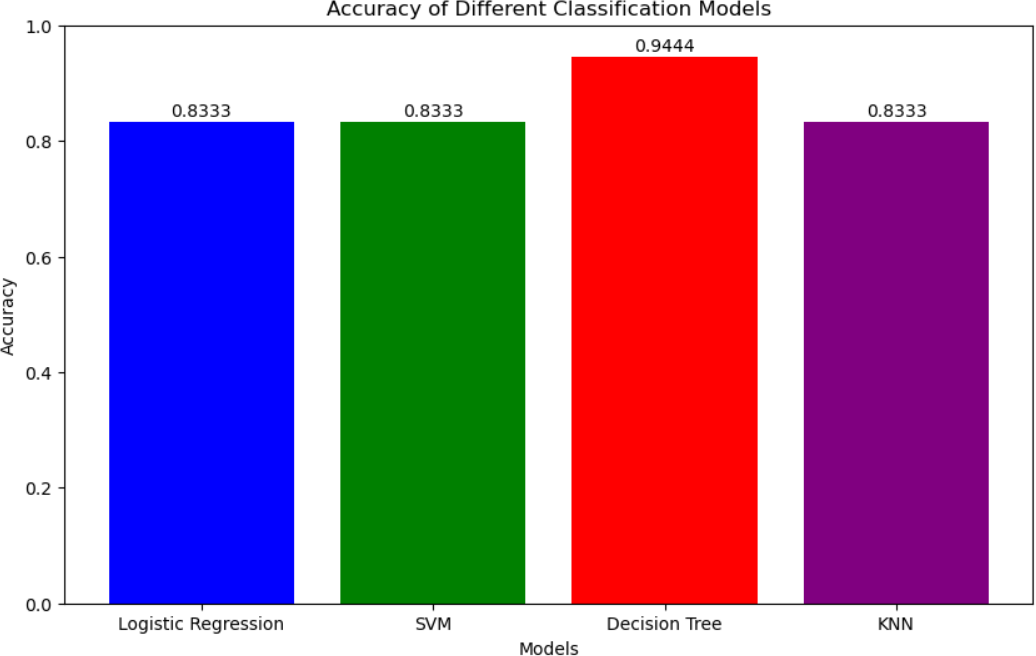 Accuracy of Different Classification Models
1.0
0.8
0.6
0.4
0.2
0.0
Accuracy
0.8333
0.8333
0.9444
0.8333
Logistic Regression
SVM
Decision Tree
KNN
Models